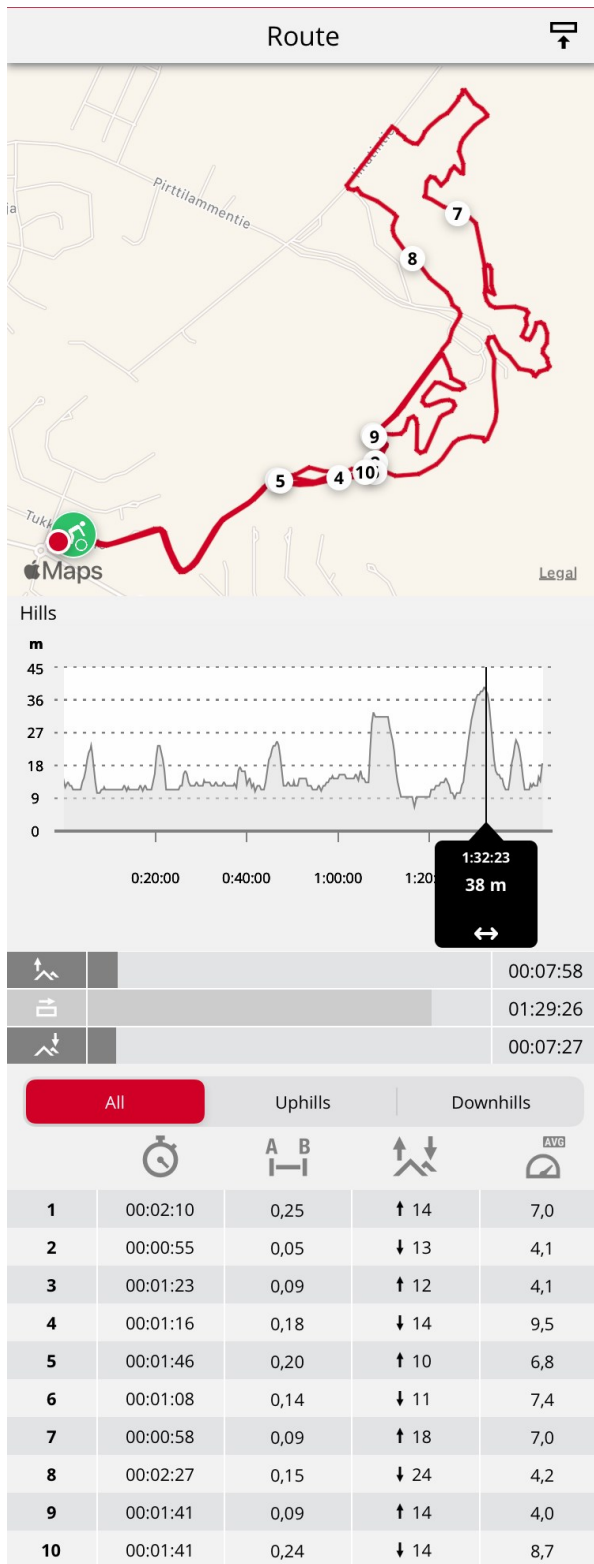 Route
Pirttilammentie
ja
7
8
9
10
4
5
Tukk
Maps
Legal
Hills
m
45
36
27
18
9
0
0:20:00 0:40:00 1:00:00 1:20:
1:32:23
38 m
00:07:58
01:29:26
00:07:27
All Uphills Downhills
A B AVG
1 00:02:10 0,25 14 7,0
2 00:00:55 0,05 13 4,1
3 00:01:23 0,09 12 4,1
4 00:01:16 0,18 14 9,5
5 00:01:46 0,20 10 6,8
6 00:01:08 0,14 11 7,4
7 00:00:58 0,09 18 7,0
8 00:02:27 0,15 24 4,2
9 00:01:41 0,09 14 4,0
10 00:01:41 0,24 14 8,7